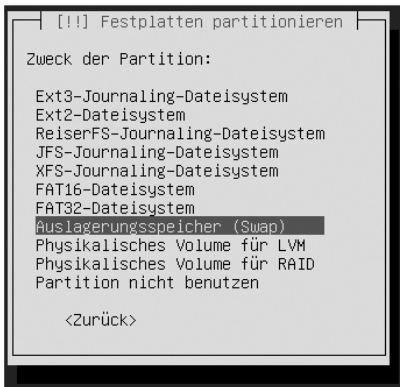 [!!] Festplatten partitionieren
Zweck der Partition:
Ext3-Journaling-Dateisystem
Ext2-Dateisystem
ReiserFS-Journaling-Dateisystem
JFS-Journaling-Dateisystem
XFS-Journaling-Dateisystem
FAT16-Dateisystem
FAT32-Dateisystem
Auslagerungsspeicher (Swap)
Physikalisches Volume für LVM
Physikalisches Volume für RAID
Partition nicht benutzen
<Zurück>